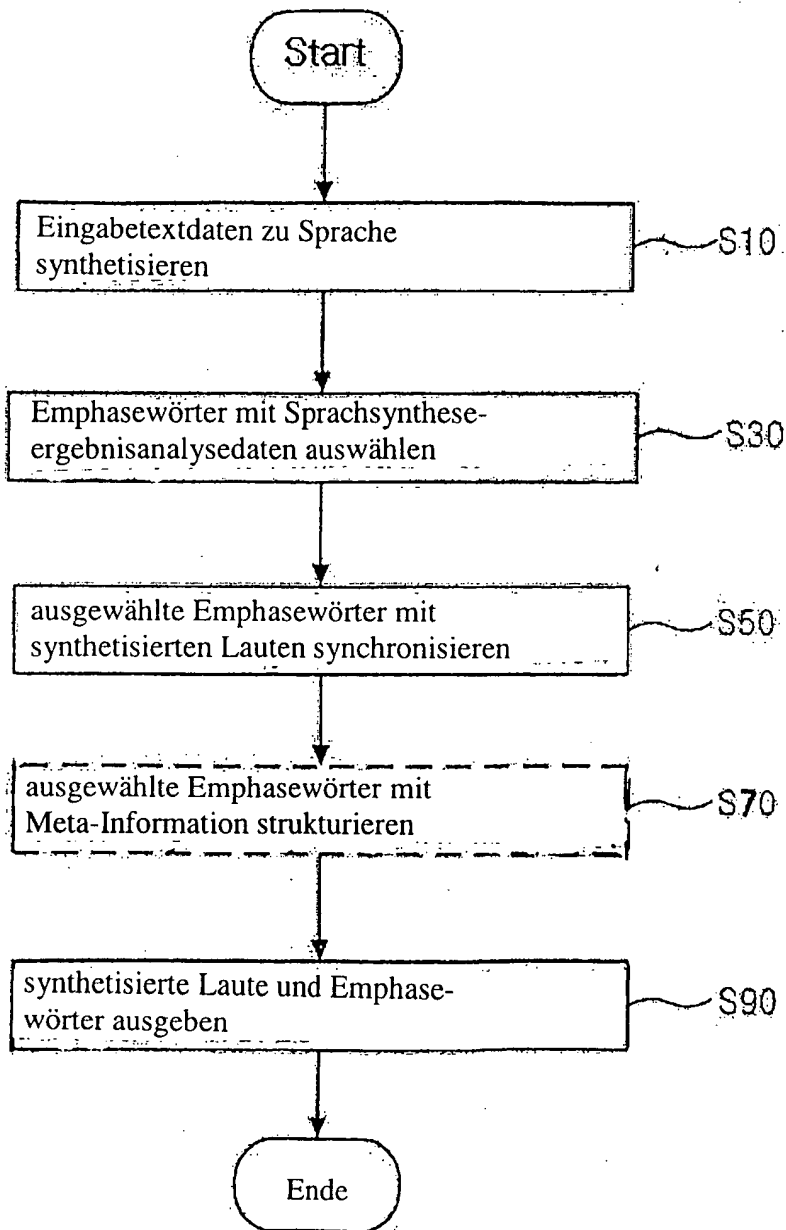 Start
Eingabetextdaten zu Sprache
synthetisieren
S10
Emphasewörter mit Sprachsynthese-
ergebnisanalysedaten auswählen
S30
ausgewählte Emphasewörter mit
synthetisierten Lauten synchronisieren
S50
ausgewählte Emphasewörter mit
Meta-Information strukturieren
S70
synthetisierte Laute und Emphase-
wörter ausgeben
S90
Ende